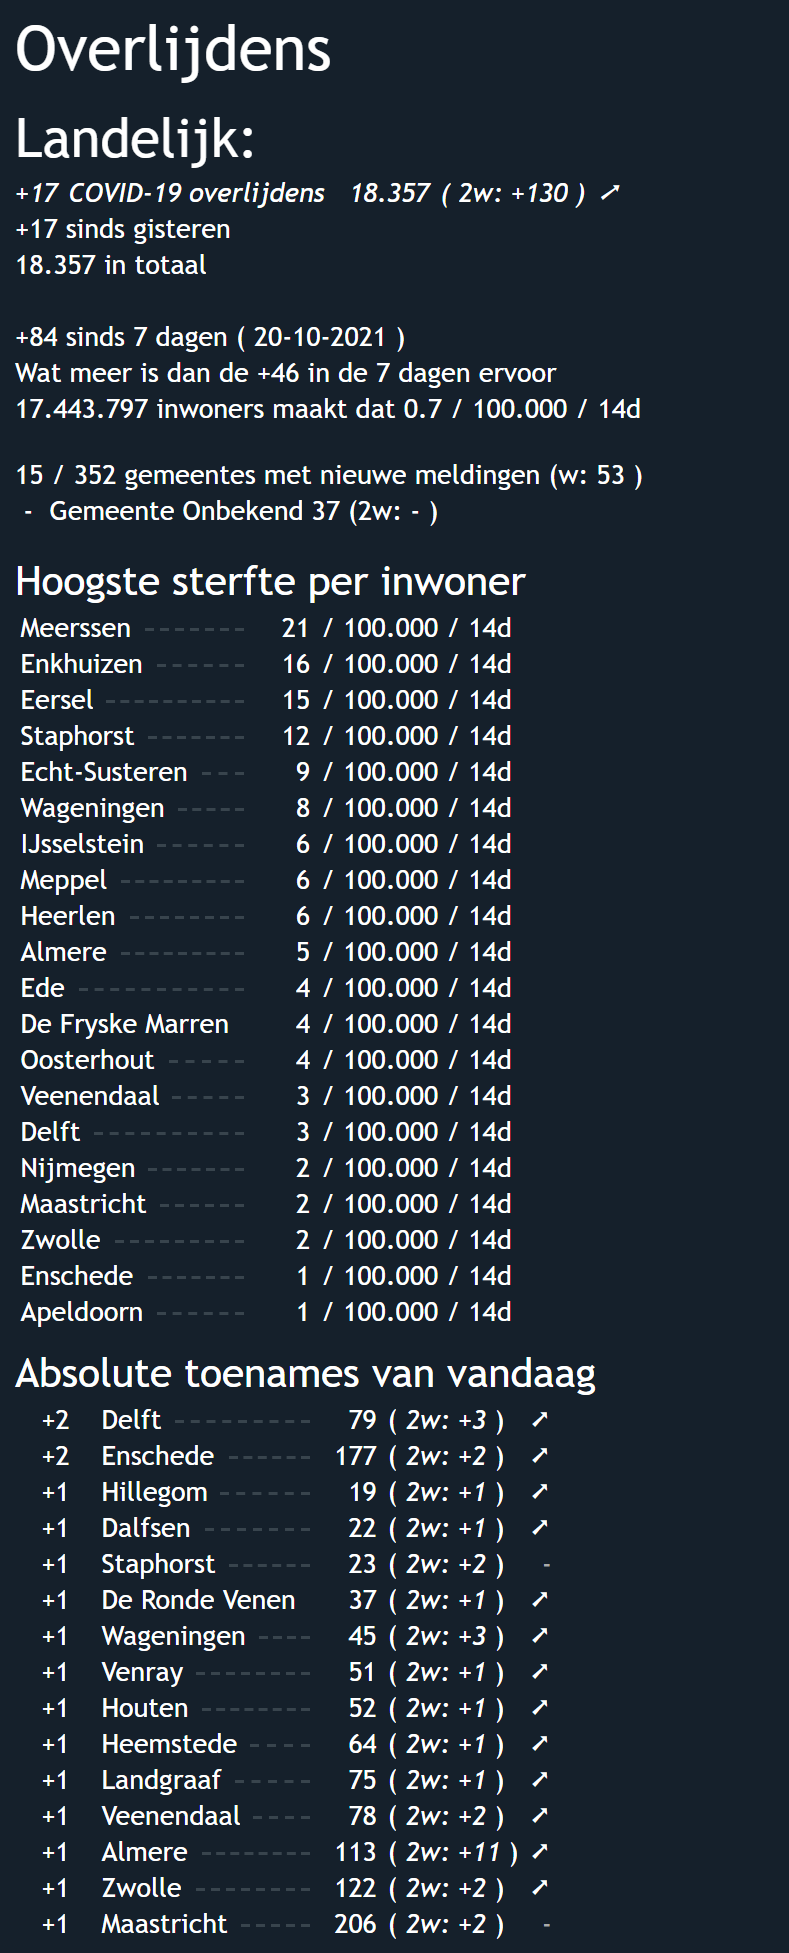 Overlijdens
Landelijk:
+17 COVID-19 overlijdens 18.357 ( 2w: +130 ) ➚
+17 sinds gisteren
18.357 in totaal
+84 sinds 7 dagen ( 20-10-2021 )
Wat meer is dan de +46 in de 7 dagen ervoor
17.443.797 inwoners maakt dat 0.7 / 100.000 / 14d
15 / 352 gemeentes met nieuwe meldingen (w: 53 )
- Gemeente Onbekend 37 (2w: - )
Hoogste sterfte per inwoner
Meerssen ------- 21 / 100.000 / 14d
Enkhuizen ------ 16 / 100.000 / 14d
Eersel ---------- 15 / 100.000 / 14d
Staphorst ------- 12 / 100.000 / 14d
Echt-Susteren --- 9 / 100.000 / 14d
Wageningen ----- 8 / 100.000 / 14d
IJsselstein ------ 6 / 100.000 / 14d
Meppel --------- 6 / 100.000 / 14d
Heerlen -------- 6 / 100.000 / 14d
Almere --------- 5 / 100.000 / 14d
Ede ------------ 4 / 100.000 / 14d
De Fryske Marren 4 / 100.000 / 14d
Oosterhout ----- 4 / 100.000 / 14d
Veenendaal ----- 3 / 100.000 / 14d
Delft ----------- 3 / 100.000 / 14d
Nijmegen ------- 2 / 100.000 / 14d
Maastricht ------ 2 / 100.000 / 14d
Zwolle --------- 2 / 100.000 / 14d
Enschede ------- 1 / 100.000 / 14d
Apeldoorn ------ 1 / 100.000 / 14d
Absolute toenames van vandaag
+2 Delft --------- 79 ( 2w: +3 ) ➚
+2 Enschede ------ 177 ( 2w: +2 ) ➚
+1 Hillegom ------ 19 ( 2w: +1 ) ➚
+1 Dalfsen ------- 22 ( 2w: +1 ) ➚
+1 Staphorst ------ 23 ( 2w: +2 ) -
+1 De Ronde Venen 37 ( 2w: +1 ) ➚
+1 Wageningen ---- 45 ( 2w: +3 ) ➚
+1 Venray -------- 51 ( 2w: +1 ) ➚
+1 Houten -------- 52 ( 2w: +1 ) ➚
+1 Heemstede ---- 64 ( 2w: +1 ) ➚
+1 Landgraaf ----- 75 ( 2w: +1 ) ➚
+1 Veenendaal ---- 78 ( 2w: +2 ) ➚
+1 Almere -------- 113 ( 2w: +11 ) ➚
+1 Zwolle -------- 122 ( 2w: +2 ) ➚
+1 Maastricht ----- 206 ( 2w: +2 ) -